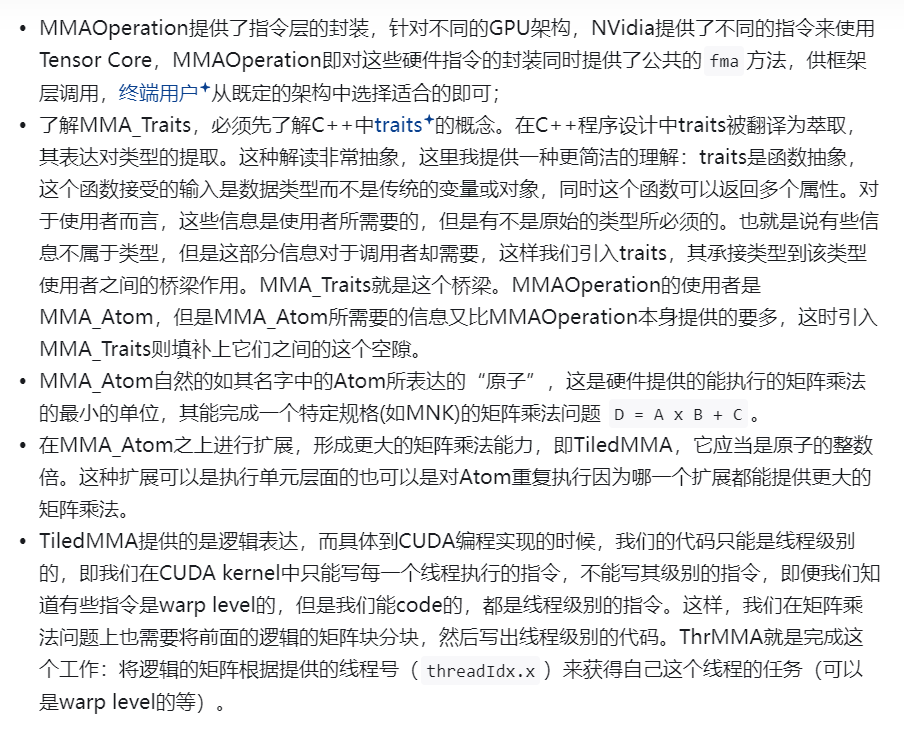 • MMAOperation提供了指令层的封装，针对不同的GPU架构，NVidia提供了不同的指令来使用
Tensor Core，MMAOperation即对这些硬件指令的封装同时提供了公共的 fma 方法，供框架
层调用，终端用户从既定的架构中选择适合的即可；
• 了解MMA_Traits，必须先了解C++中traits的概念。在C++程序设计中traits被翻译为萃取，
其表达对类型的提取。这种解读非常抽象，这里我提供一种更简洁的理解：traits是函数抽象，
这个函数接受的输入是数据类型而不是传统的变量或对象，同时这个函数可以返回多个属性。对
于使用者而言，这些信息是使用者所需要的，但是有不是原始的类型所必须的。也就是说有些信
息不属于类型，但是这部分信息对于调用者却需要，这样我们引入traits，其承接类型到该类型
使用者之间的桥梁作用。MMA_Traits就是这个桥梁。MMAOperation的使用者是
MMA_Atom，但是MMA_Atom所需要的信息又比MMAOperation本身提供的要多，这时引入
MMA_Traits则填补上它们之间的这个空隙。
• MMA_Atom自然的如其名字中的Atom所表达的“原子”，这是硬件提供的能执行的矩阵乘法
的最小的单位，其能完成一个特定规格(如MNK)的矩阵乘法问题 D = A x B + C 。
• 在MMA_Atom之上进行扩展，形成更大的矩阵乘法能力，即TiledMMA，它应当是原子的整数
倍。这种扩展可以是执行单元层面的也可以是对Atom重复执行因为哪一个扩展都能提供更大的
矩阵乘法。
• TiledMMA提供的是逻辑表达，而具体到CUDA编程实现的时候，我们的代码只能是线程级别
的，即我们在CUDA kernel中只能写每一个线程执行的指令，不能写其级别的指令，即便我们知
道有些指令是warp level的，但是我们能code的，都是线程级别的指令。这样，我们在矩阵乘
法问题上也需要将前面的逻辑的矩阵块分块，然后写出线程级别的代码。ThrMMA就是完成这
个工作：将逻辑的矩阵根据提供的线程号（ threadIdx.x ）来获得自己这个线程的任务（可以
是warp level的等）。